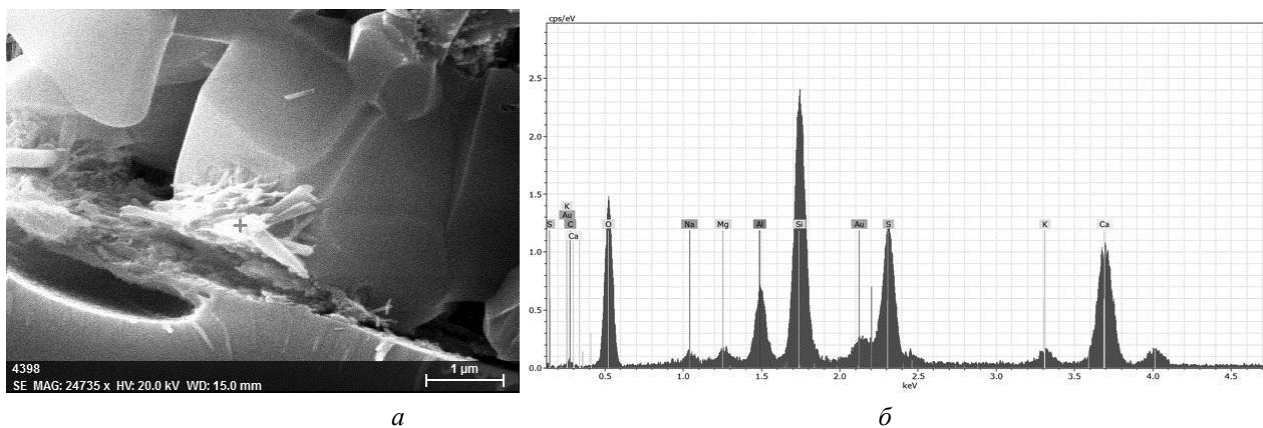 4398
SE MAG: 24735 x HV: 20.0 kV WD: 15.0 mm
1 µm
а
cps/eV
2.5
2.0
1.5
1.0
0.5
0.0
S
K
Au
C
Ca
O
Na
Mg
Al
Si
Au
S
K
Ca
0.5 1.0 1.5 2.0 2.5 3.0 3.5 4.0 4.5
keV
б